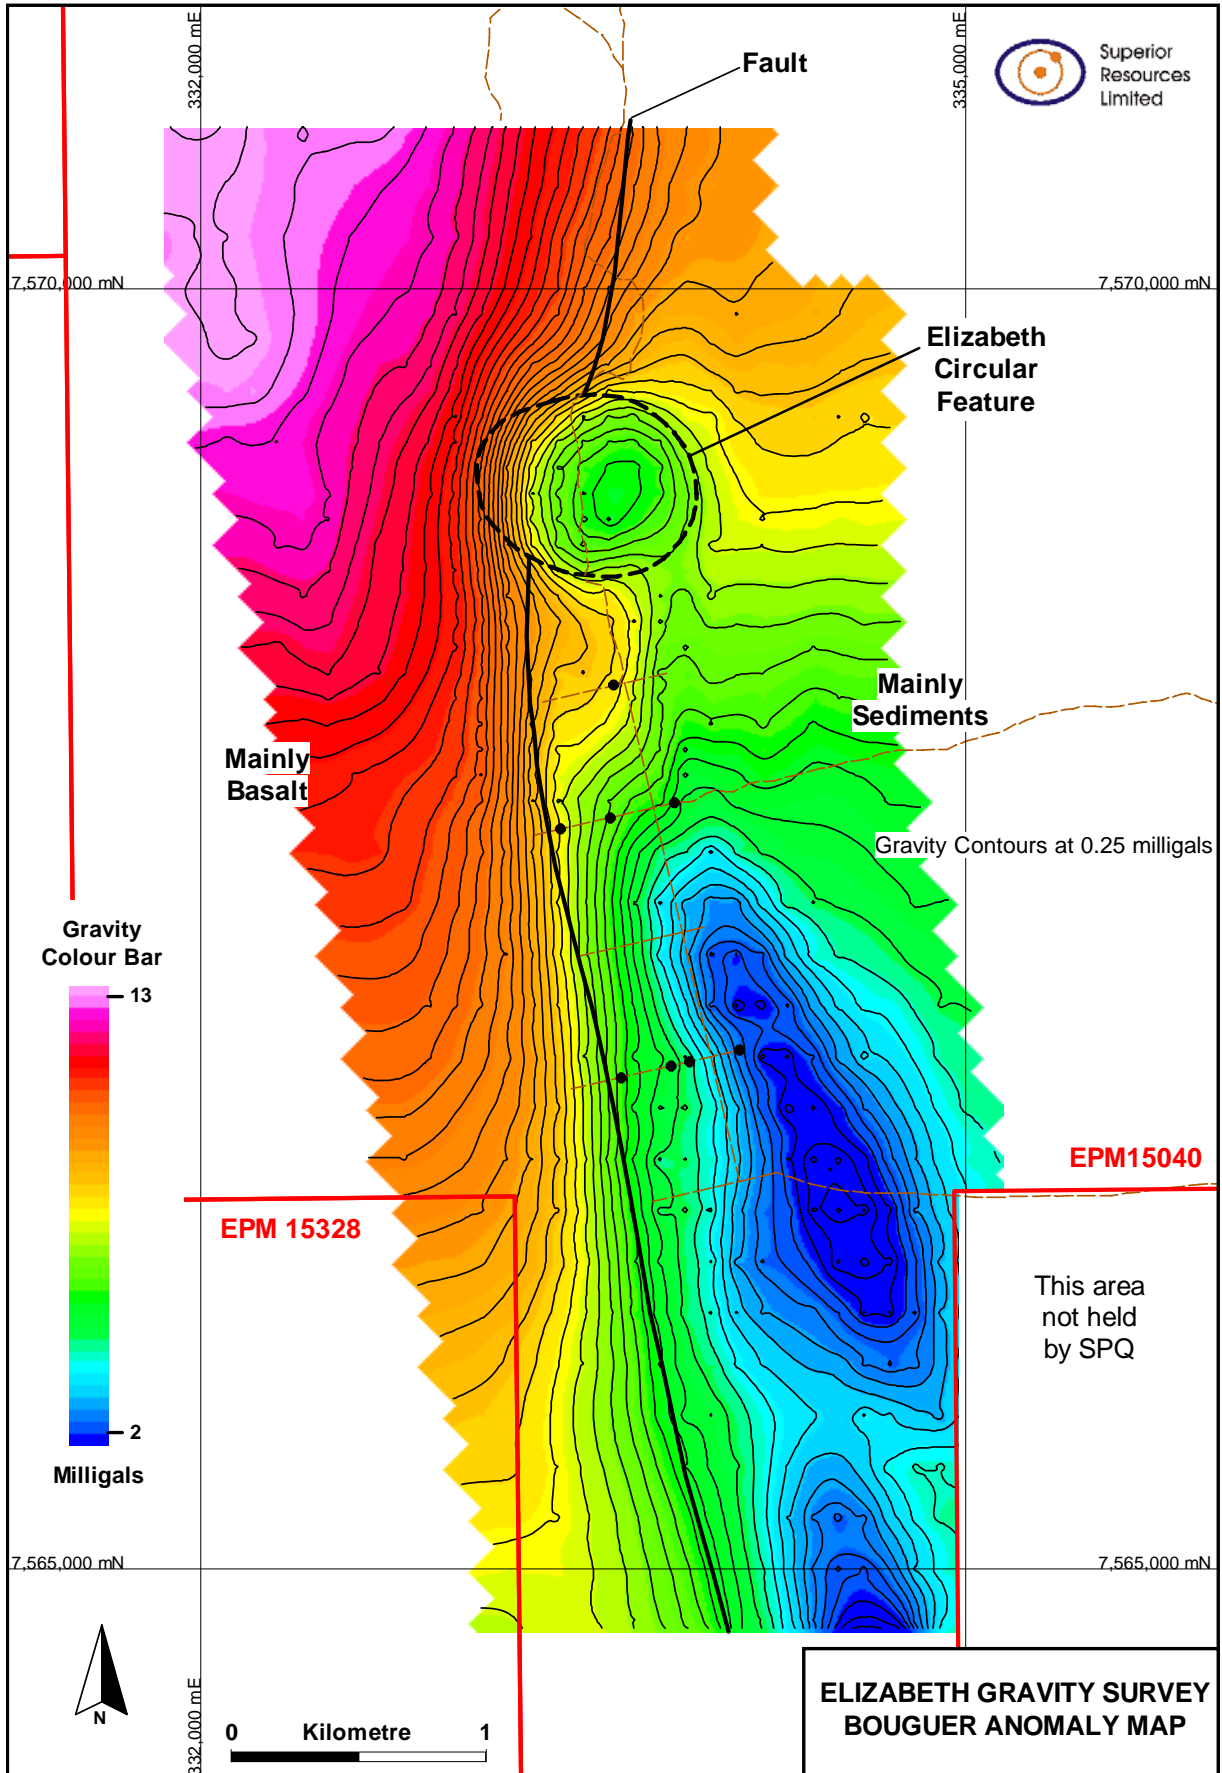 332,000 mE
335,000 mE
Superior
Resources
Limited
Fault
7,570,000 mN
7,570,000 mN
Elizabeth
Circular
Feature
Mainly
Sediments
Mainly
Basalt
Gravity Contours at 0.25 milligals
Gravity
Colour Bar
13
2
Milligals
EPM15040
EPM 15328
This area
not held
by SPQ
7,565,000 mN
7,565,000 mN
N
332,000 mE
0 Kilometre 1
ELIZABETH GRAVITY SURVEY
BOUGUER ANOMALY MAP